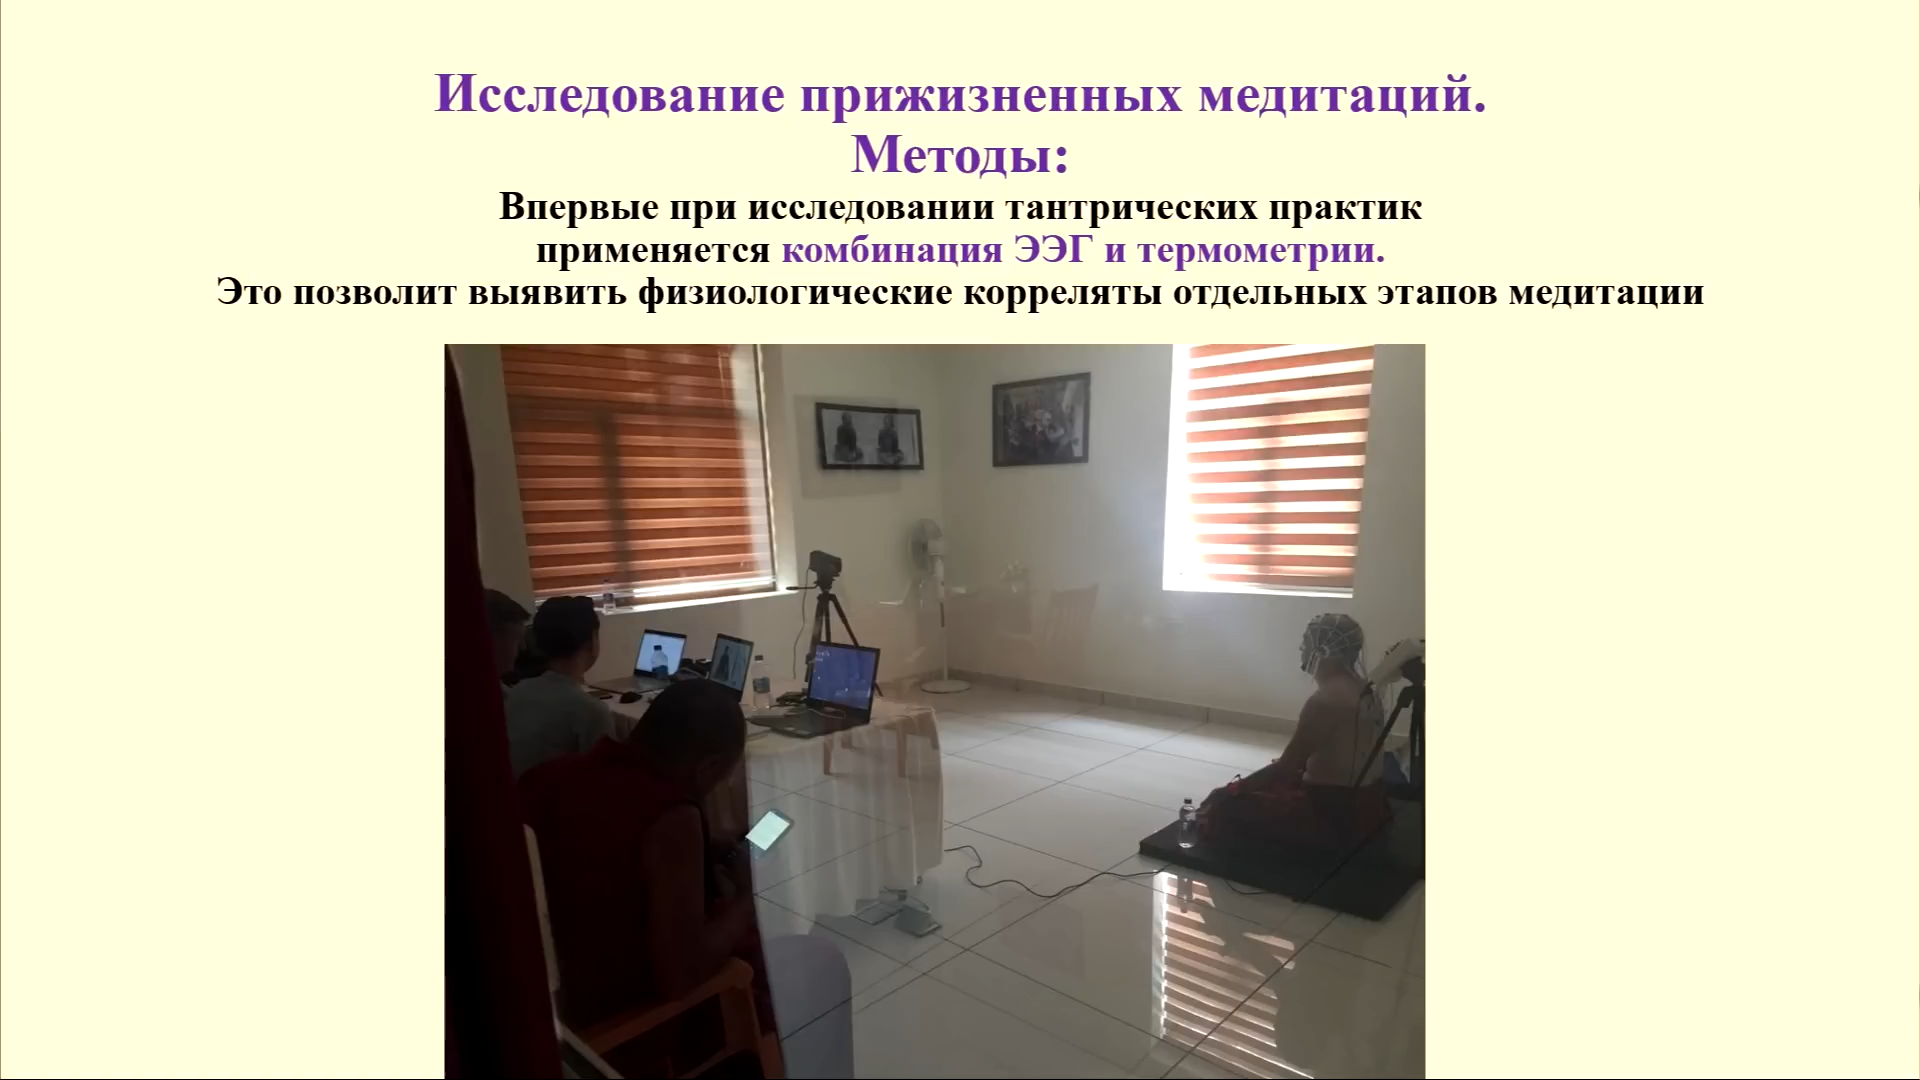 Исследование прижизненных медитаций.
Методы:
Впервые при исследовании тантрических практик
применяется комбинация ЭЭГ и термометрии.
Это позволит выявить физиологические корреляты отдельных этапов медитации